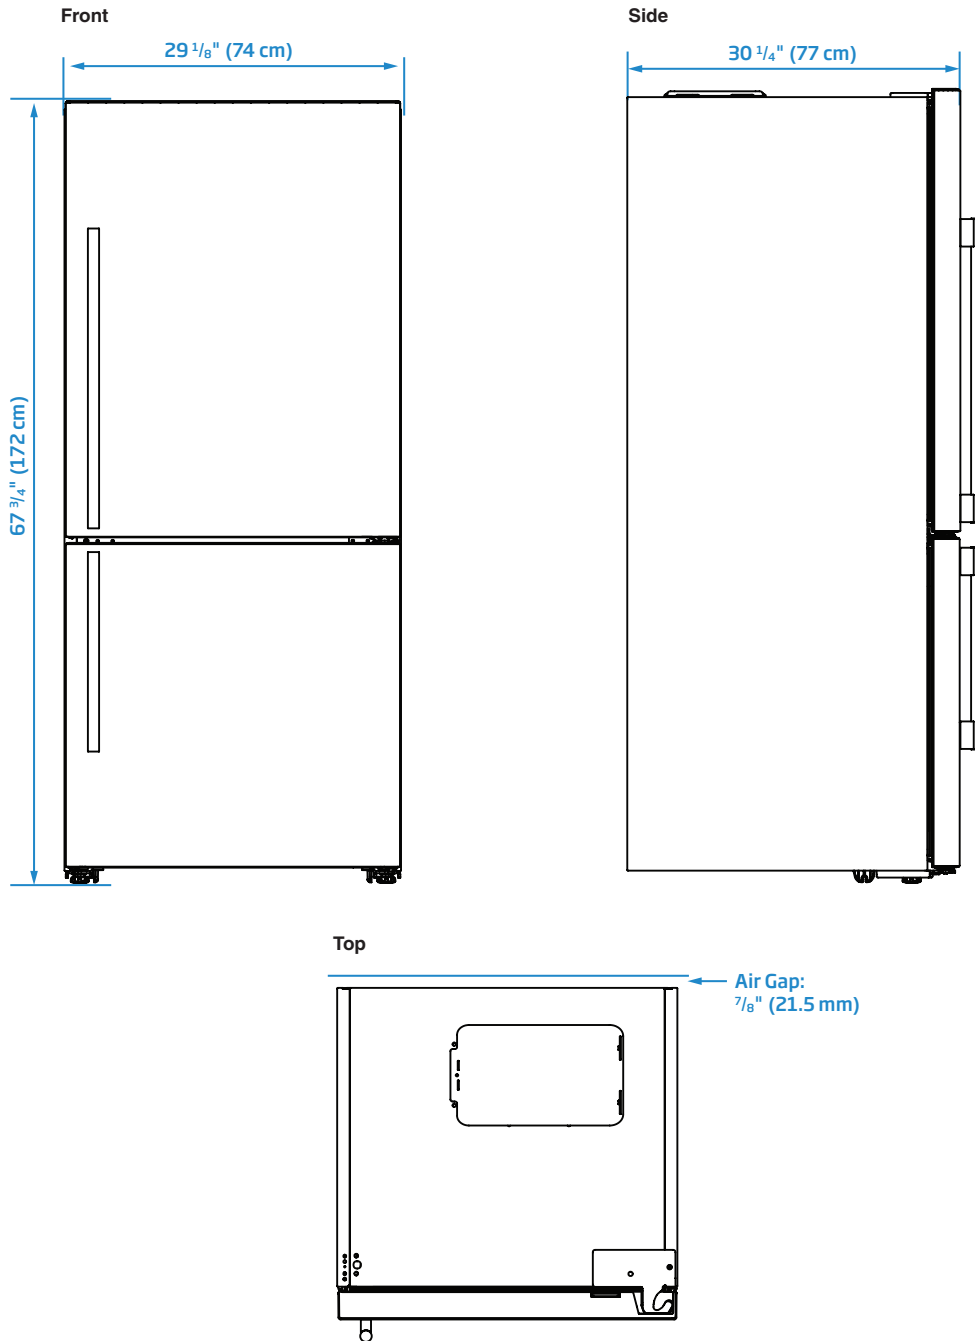 Front
Side
29 1/8" (74 cm)
30 1/4" (77 cm)
67 3/4" (172 cm)
Top
Air Gap:
7/8" (21.5 mm)